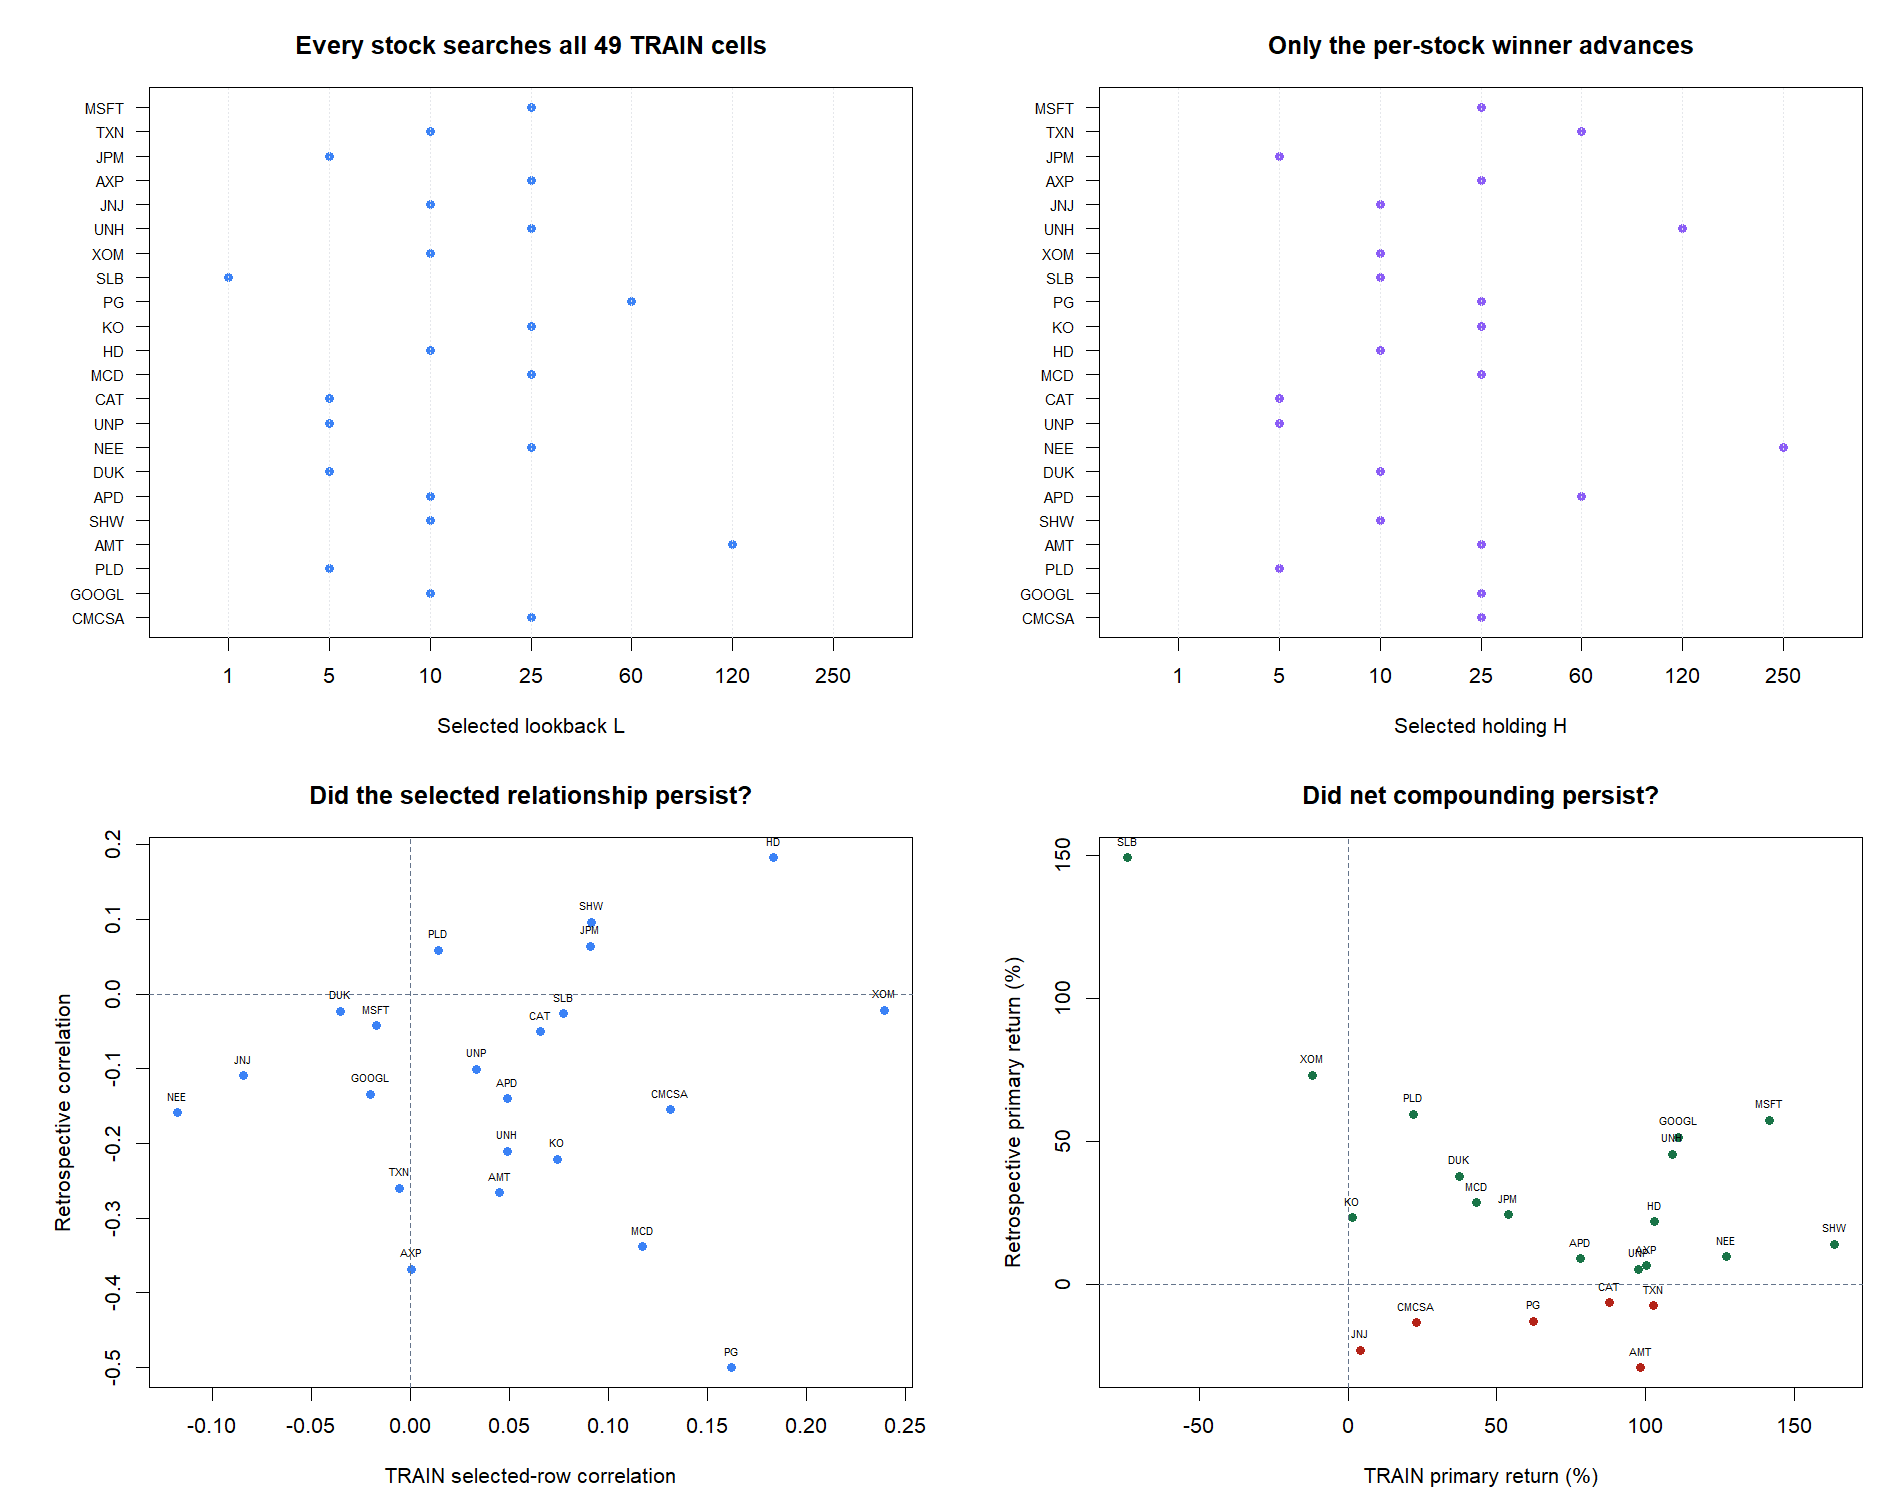 Every stock searches all 49 TRAIN cells
MSFT
TXN
JPM
AXP
JNJ
UNH
XOM
SLB
PG
KO
HD
MCD
CAT
UNP
NEE
DUK
APD
SHW
AMT
PLD
GOOGL
CMCSA
1 5 10 25 60 120 250
Selected lookback L
Only the per-stock winner advances
MSFT
TXN
JPM
AXP
JNJ
UNH
XOM
SLB
PG
KO
HD
MCD
CAT
UNP
NEE
DUK
APD
SHW
AMT
PLD
GOOGL
CMCSA
1 5 10 25 60 120 250
Selected holding H
Did the selected relationship persist?
Retrospective correlation
0.2
0.1
0.0
-0.1
-0.2
-0.3
-0.4
-0.5
HD
SHW
JPM
PLD
DUK
SLB
XOM
MSFT
CAT
UNP
JNJ
GOOGL
APD
NEE
CMCSA
UNH
KO
TXN
AMT
MCD
AXP
PG
-0.10 -0.05 0.00 0.05 0.10 0.15 0.20 0.25
TRAIN selected-row correlation
Did net compounding persist?
Retrospective primary return (%)
150
100
50
0
SLB
XOM
PLD
MSFT
GOOGL
UNH
DUK
MCD
KO
JPM
HD
SHW
APD
NEE
AXP
UNP
CAT
TXN
CMCSA
PG
JNJ
AMT
-50 0 50 100 150
TRAIN primary return (%)